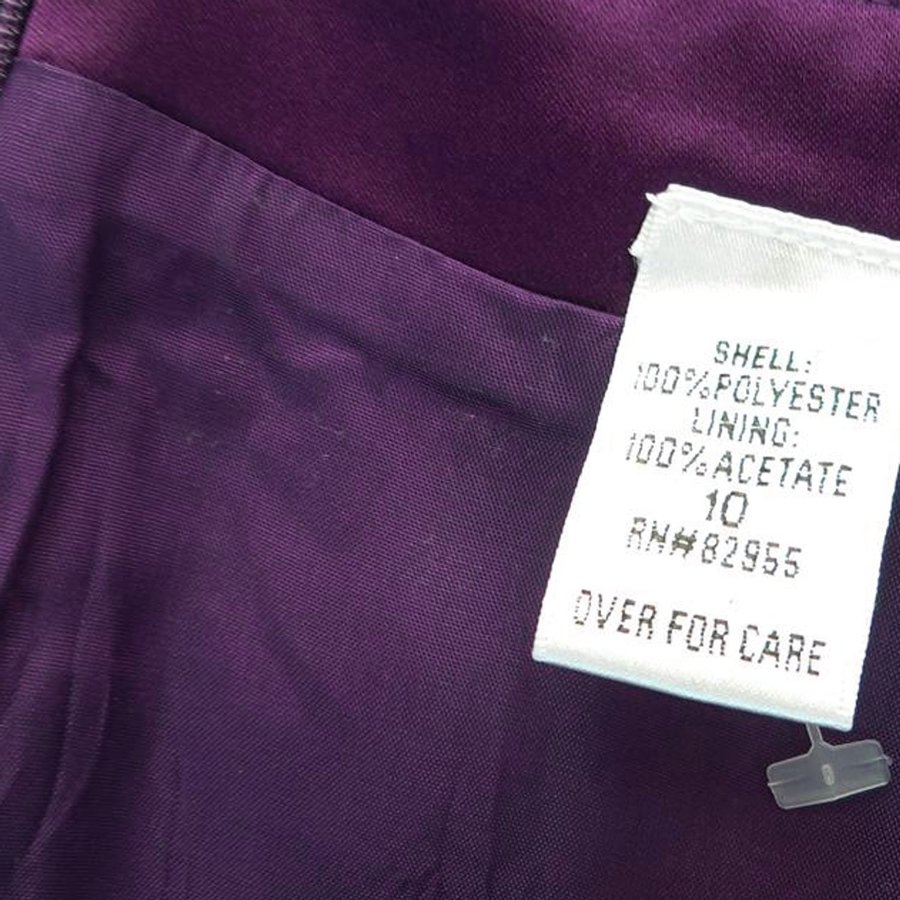 SHELL:
100%POLYESTER
LINING:
100%ACETATE
10
RN#82955
OVER FOR CARE